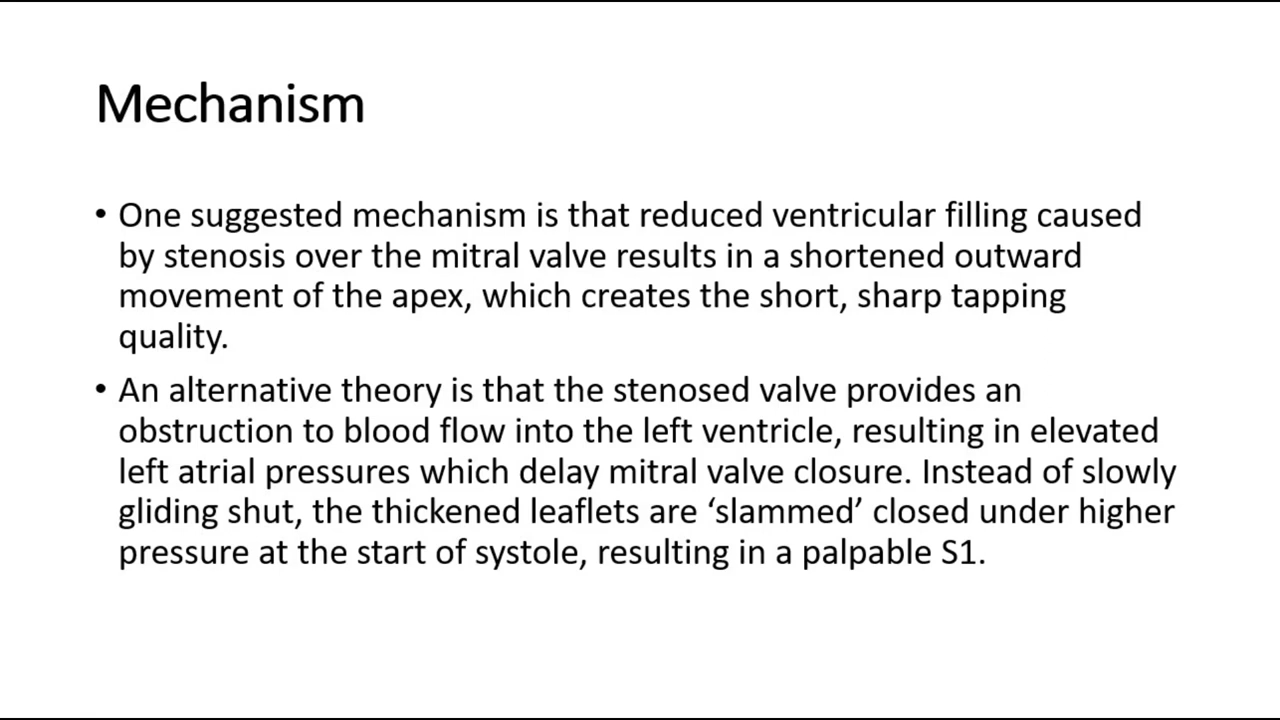 Mechanism
• One suggested mechanism is that reduced ventricular filling caused
by stenosis over the mitral valve results in a shortened outward
movement of the apex, which creates the short, sharp tapping
quality.
• An alternative theory is that the stenosed valve provides an
obstruction to blood flow into the left ventricle, resulting in elevated
left atrial pressures which delay mitral valve closure. Instead of slowly
gliding shut, the thickened leaflets are ‘slammed’ closed under higher
pressure at the start of systole, resulting in a palpable S1.